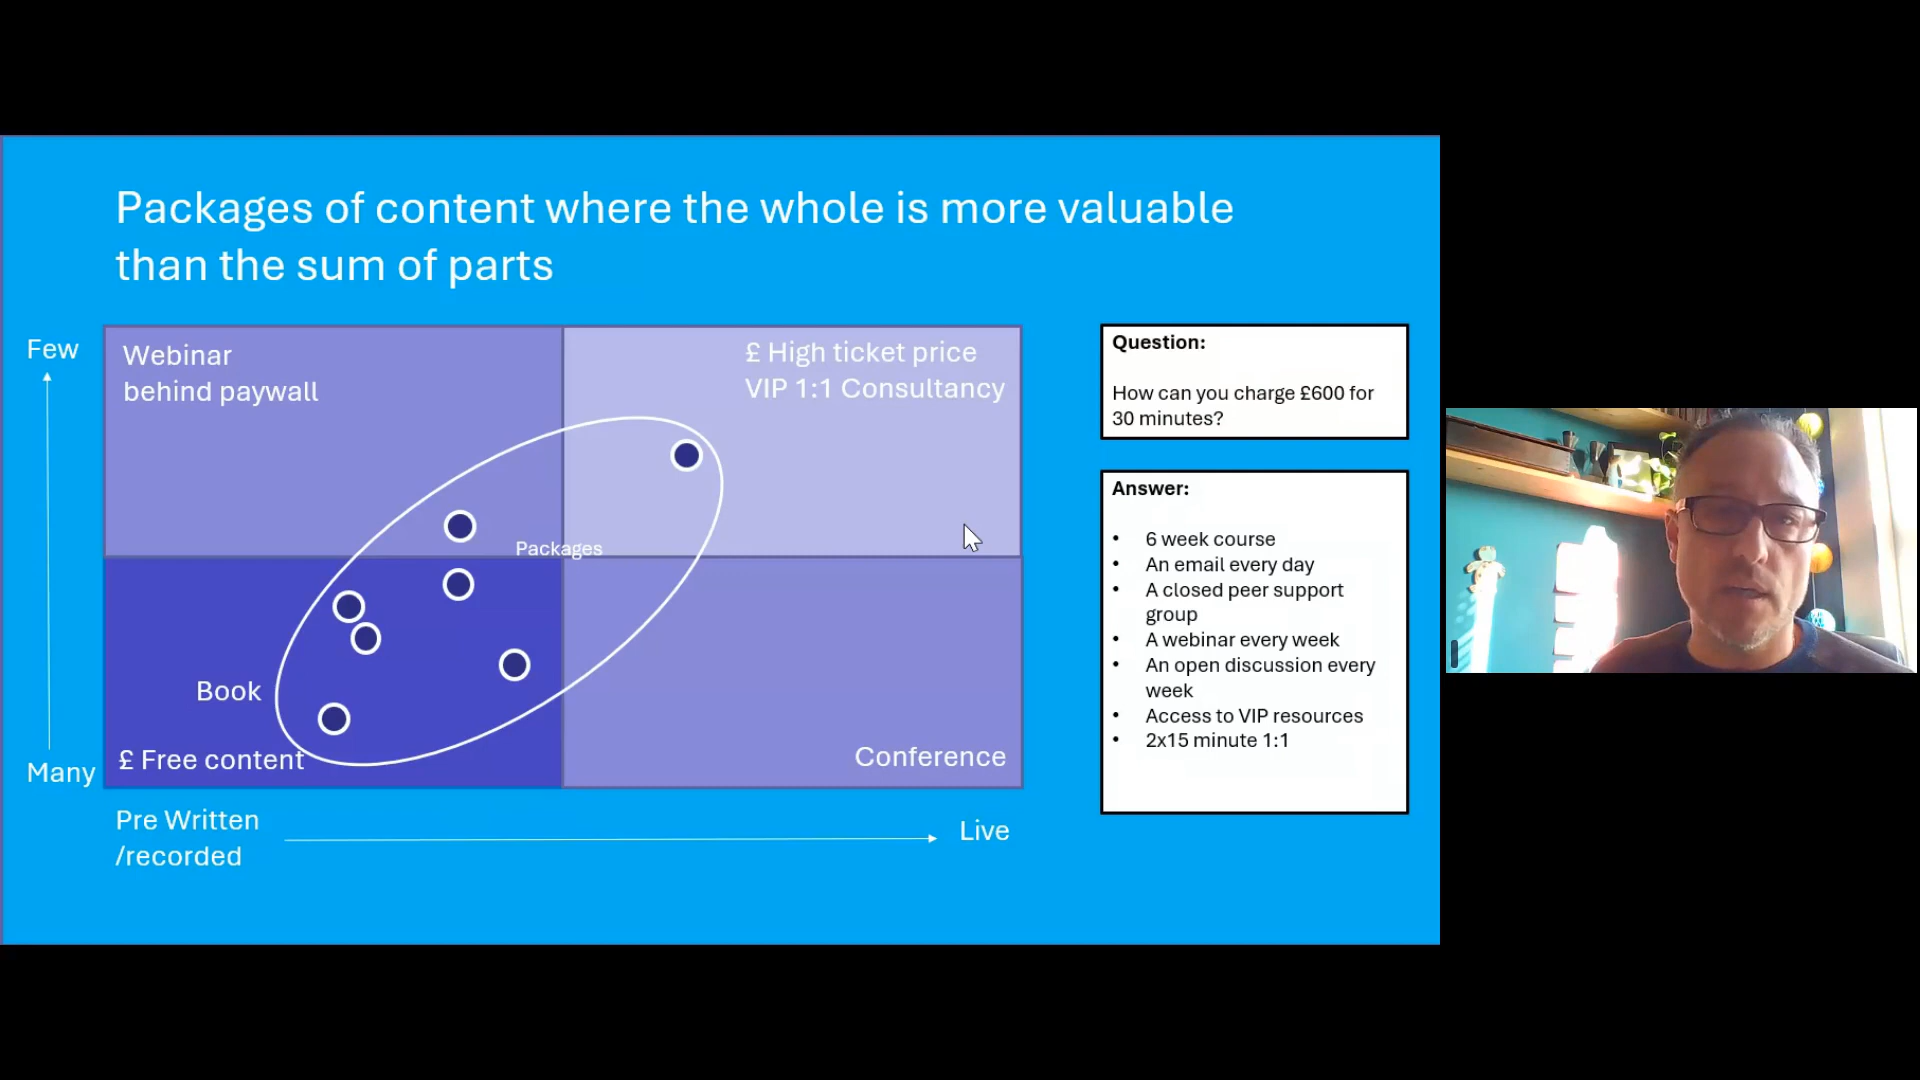 Packages of content where the whole is more valuable
than the sum of parts
Few
Webinar
behind paywall
£ High ticket price
VIP 1:1 Consultancy
Packages
Book
£ Free content
Conference
Many
Pre Written
/recorded
Live
Question:
How can you charge £600 for
30 minutes?
Answer:
• 6 week course
• An email every day
• A closed peer support
group
• A webinar every week
• An open discussion every
week
• Access to VIP resources
• 2x15 minute 1:1